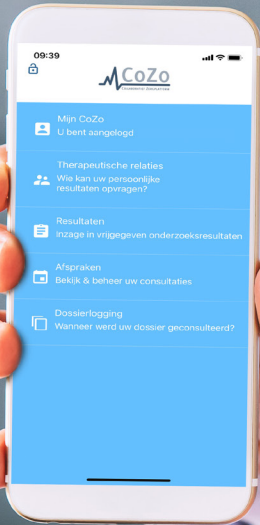 09:39
CoZo
Mijn CoZo
U bent aangelogd
Therapeutische relaties
Wie kan uw persoonlijke
resultaten opvragen?
Resultaten
Inzage in vrijgegeven onderzoeksresultaten
Afspraken
Bekijk & beheer uw consultaties
Dossierlogging
Wanneer werd uw dossier geconsulteerd?